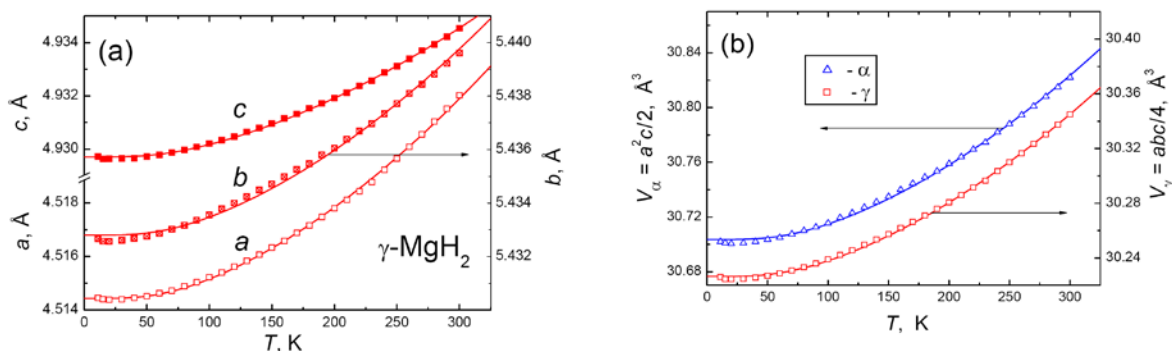 (a)
c, Å
4.934
4.932
4.930
a, Å
4.518
4.516
4.514
0
50
100
150
200
250
300
T, K
5.440
5.438
5.436
5.434
5.432
b, Å
c
b
a
γ-MgH2
(b)
- α
- γ
Vα = a²c/2, Å³
30.84
30.80
30.76
30.72
30.68
0
50
100
150
200
250
300
T, K
30.40
30.36
30.32
30.28
30.24
Vγ = abc/4, Å³